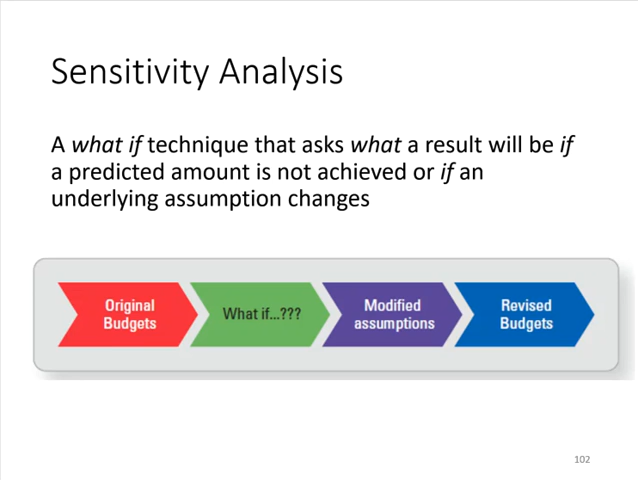 Sensitivity Analysis
A what if technique that asks what a result will be if
a predicted amount is not achieved or if an
underlying assumption changes
Original
Budgets
What if...???
Modified
assumptions
Revised
Budgets
102